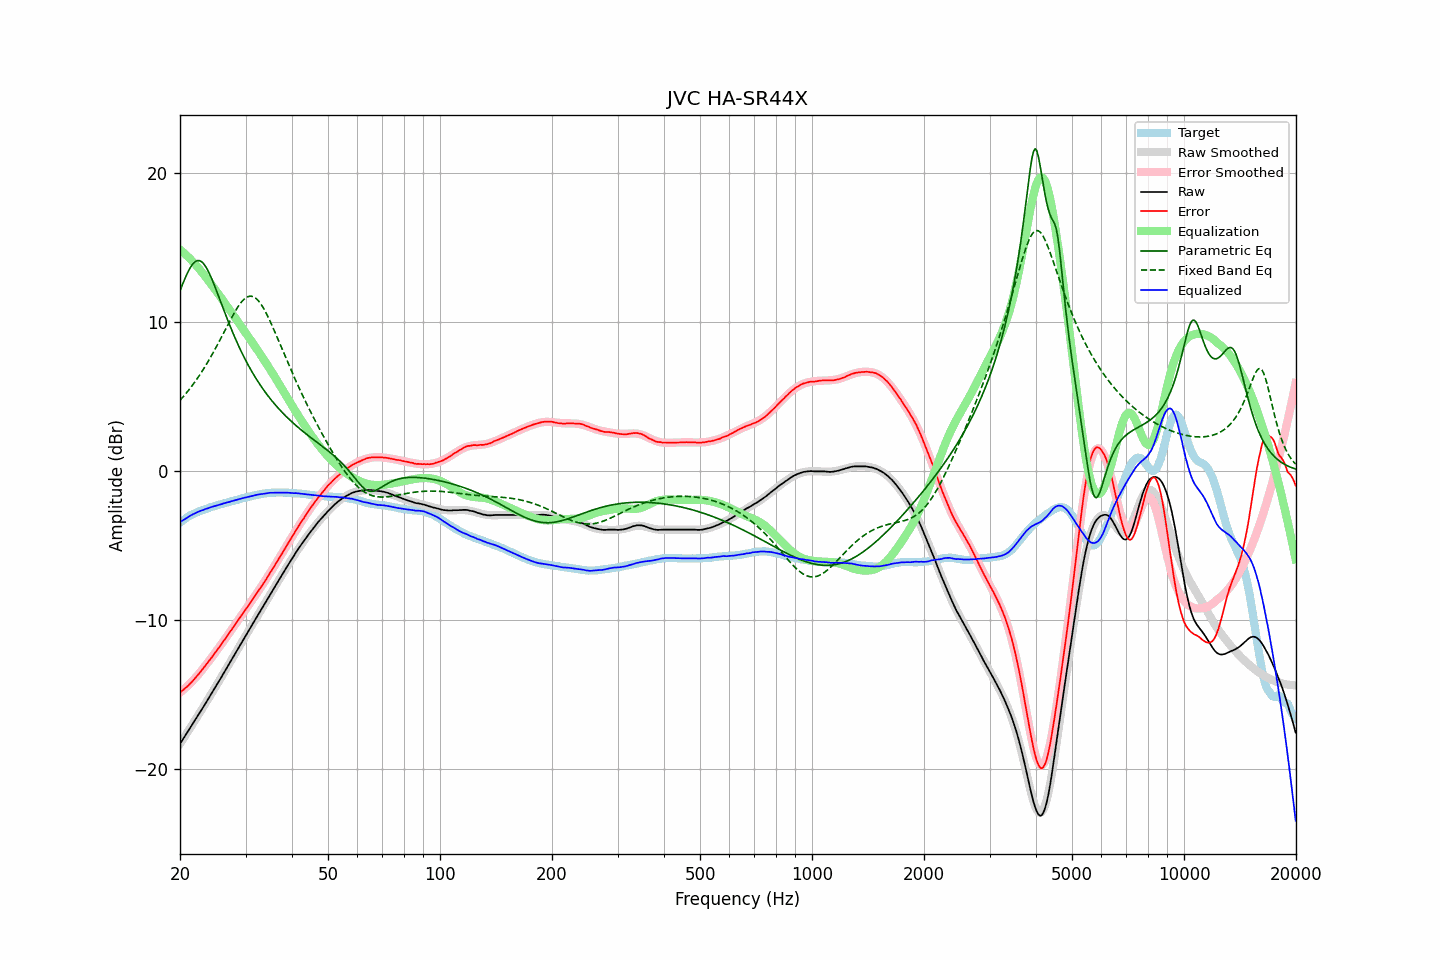 JVC HA-SR44X
Target
Raw Smoothed
Error Smoothed
Raw
Error
Equalization
Parametric Eq
Fixed Band Eq
Equalized
Amplitude (dBr)
20
10
0
−10
−20
20 50 100 200 500 1000 2000 5000 10000 20000
Frequency (Hz)